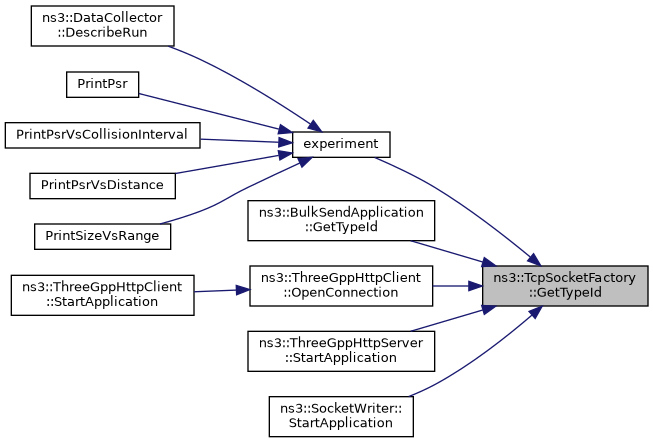 ns3::DataCollector
::DescribeRun
PrintPsr
PrintPsrVsCollisionInterval
PrintPsrVsDistance
PrintSizeVsRange
ns3::ThreeGppHttpClient
::StartApplication
experiment
ns3::BulkSendApplication
::GetTypeId
ns3::ThreeGppHttpClient
::OpenConnection
ns3::ThreeGppHttpServer
::StartApplication
ns3::SocketWriter::
StartApplication
ns3::TcpSocketFactory
::GetTypeId